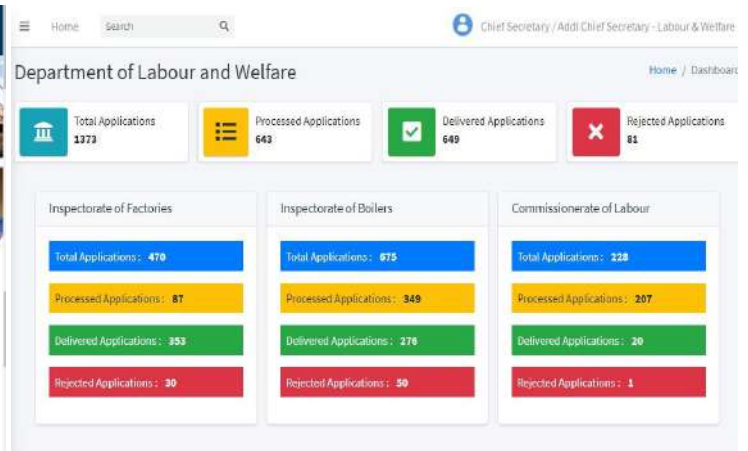 Home Search
Chief Secretary / Addl Chief Secretary - Labour & Welfare
Department of Labour and Welfare
Home / Dashboard
Total Applications
1373
Processed Applications
643
Delivered Applications
649
Rejected Applications
81
Inspectorate of Factories
Total Applications : 470
Processed Applications : 87
Delivered Applications : 353
Rejected Applications : 30
Inspectorate of Boilers
Total Applications : 675
Processed Applications : 349
Delivered Applications : 276
Rejected Applications : 50
Commissionerate of Labour
Total Applications : 228
Processed Applications : 207
Delivered Applications : 20
Rejected Applications : 1